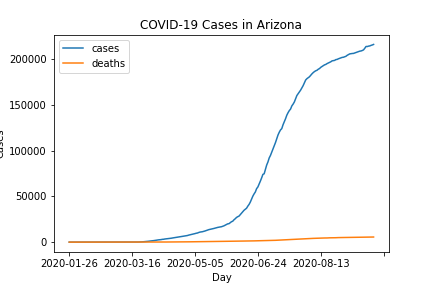 COVID-19 Cases in Arizona
cases
deaths
200000
150000
100000
50000
0
cases
2020-01-26 2020-03-16 2020-05-05 2020-06-24 2020-08-13
Day